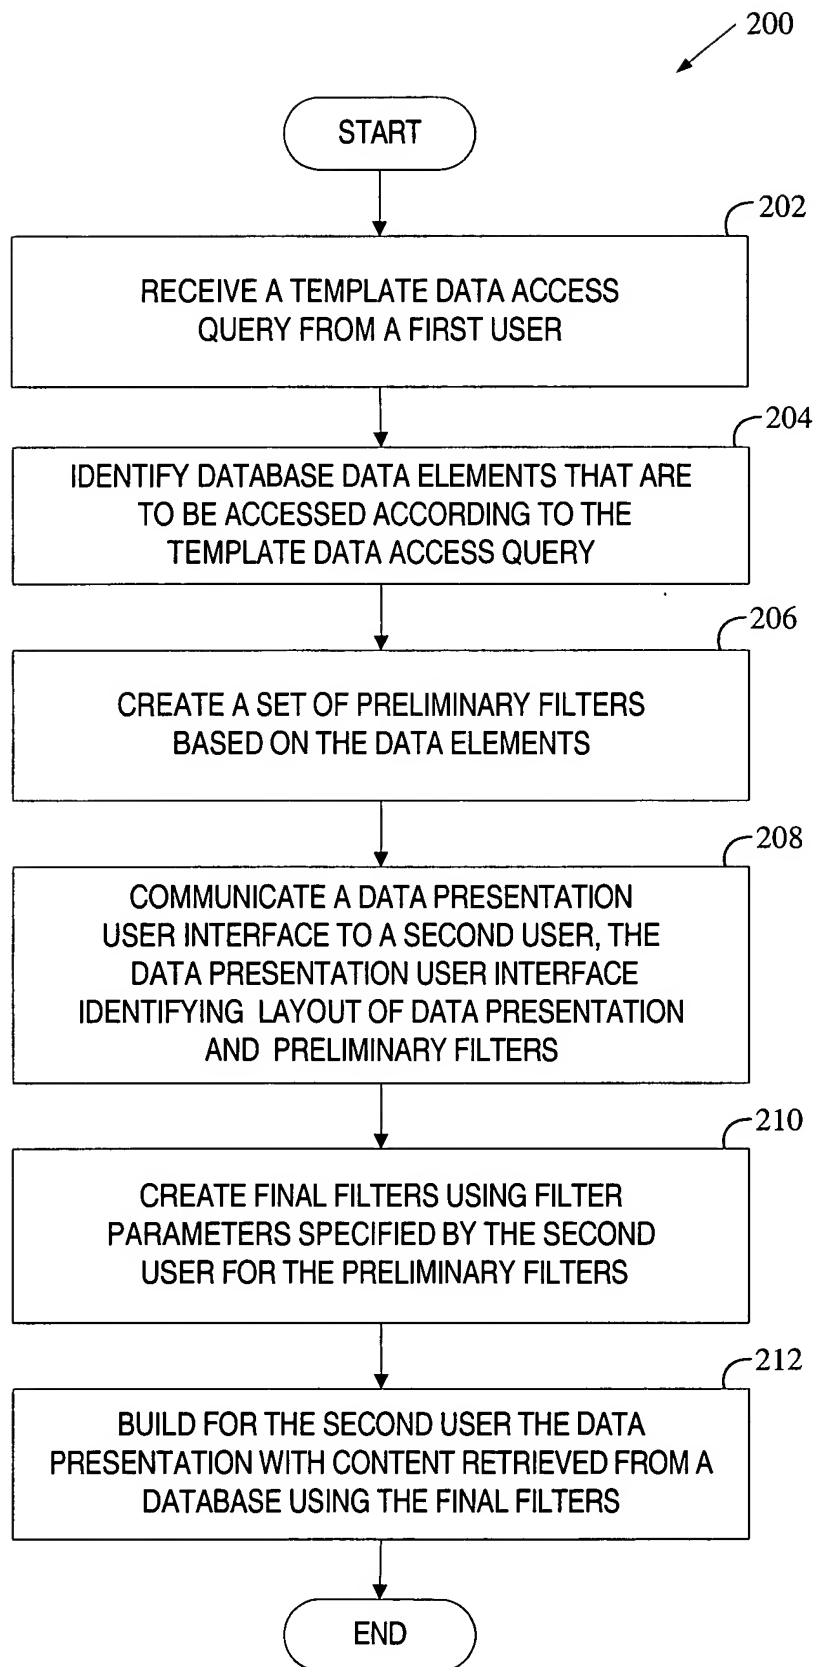 200
START
202
RECEIVE A TEMPLATE DATA ACCESS
QUERY FROM A FIRST USER
204
IDENTIFY DATABASE DATA ELEMENTS THAT ARE
TO BE ACCESSED ACCORDING TO THE
TEMPLATE DATA ACCESS QUERY
206
CREATE A SET OF PRELIMINARY FILTERS
BASED ON THE DATA ELEMENTS
208
COMMUNICATE A DATA PRESENTATION
USER INTERFACE TO A SECOND USER, THE
DATA PRESENTATION USER INTERFACE
IDENTIFYING LAYOUT OF DATA PRESENTATION
AND PRELIMINARY FILTERS
210
CREATE FINAL FILTERS USING FILTER
PARAMETERS SPECIFIED BY THE SECOND
USER FOR THE PRELIMINARY FILTERS
212
BUILD FOR THE SECOND USER THE DATA
PRESENTATION WITH CONTENT RETRIEVED FROM A
DATABASE USING THE FINAL FILTERS
END